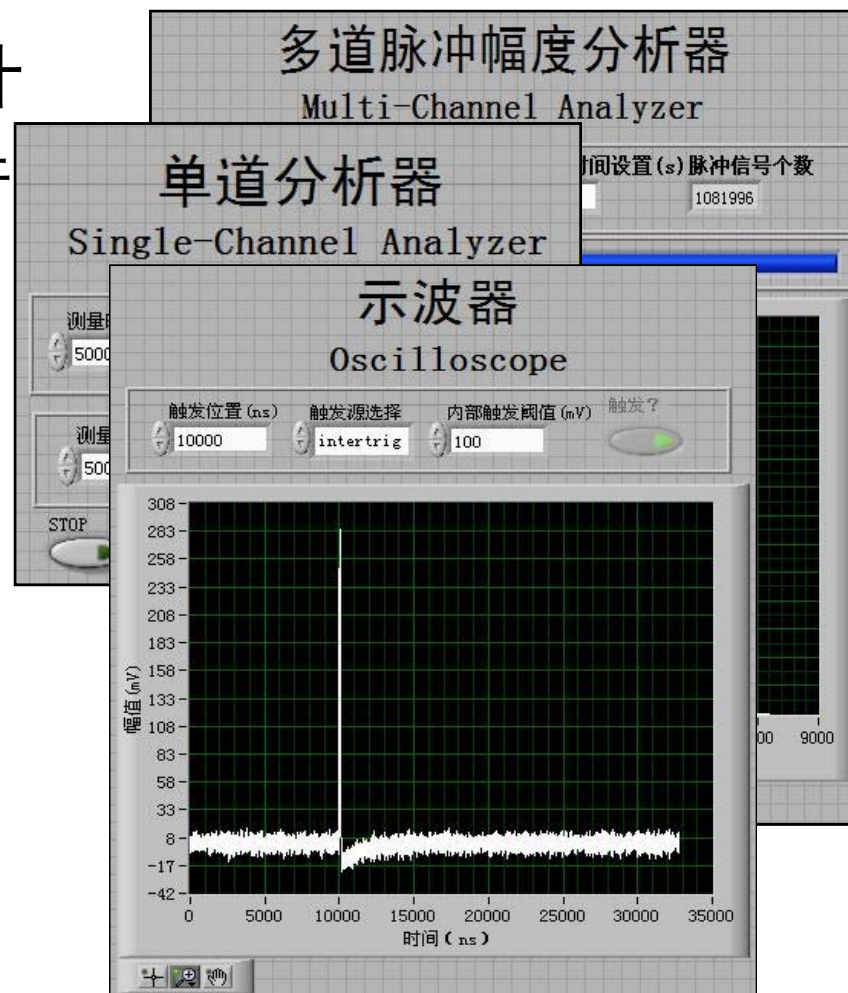 多道脉冲幅度分析器
Multi-Channel Analyzer
间设置(s) 脉冲信号个数
1081996
单道分析器
Single-Channel Analyzer
测量
5000
测量
500
STOP
示波器
Oscilloscope
触发位置(ns) 触发源选择 内部触发阈值(mV) 触发?
10000 intertrig 100
308
283
258
233
208
183
158
133
108
83
58
33
8
-17
-42
幅值(mV)
0 5000 10000 15000 20000 25000 30000 35000
时间(ns)
00 9000